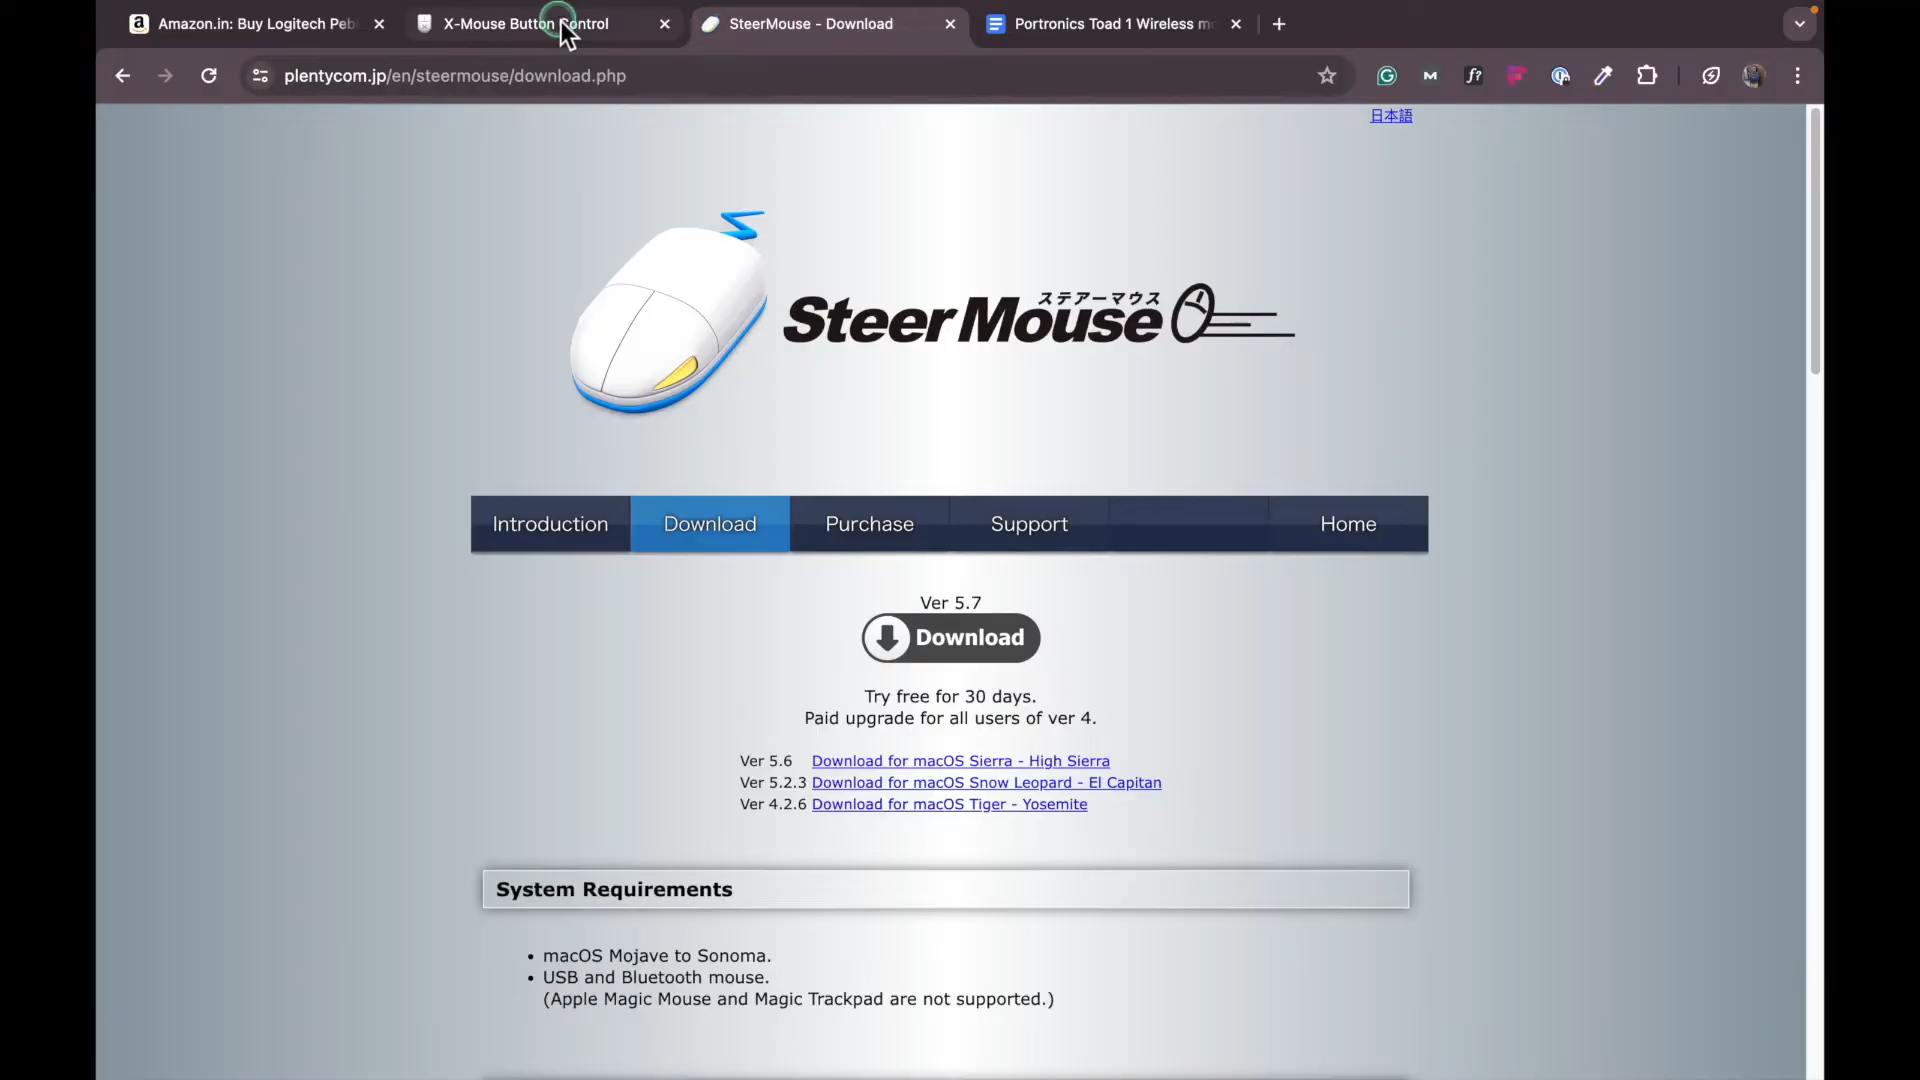 Amazon.in: Buy Logitech Peb
X-Mouse Button Control
SteerMouse - Download
Portronics Toad 1 Wireless mo
plentycom.jp/en/steermouse/download.php
日本語
ステアーマウス
SteerMouse
Introduction
Download
Purchase
Support
Home
Ver 5.7
Download
Try free for 30 days.
Paid upgrade for all users of ver 4.
Ver 5.6 Download for macOS Sierra - High Sierra
Ver 5.2.3 Download for macOS Snow Leopard - El Capitan
Ver 4.2.6 Download for macOS Tiger - Yosemite
System Requirements
• macOS Mojave to Sonoma.
• USB and Bluetooth mouse.
(Apple Magic Mouse and Magic Trackpad are not supported.)